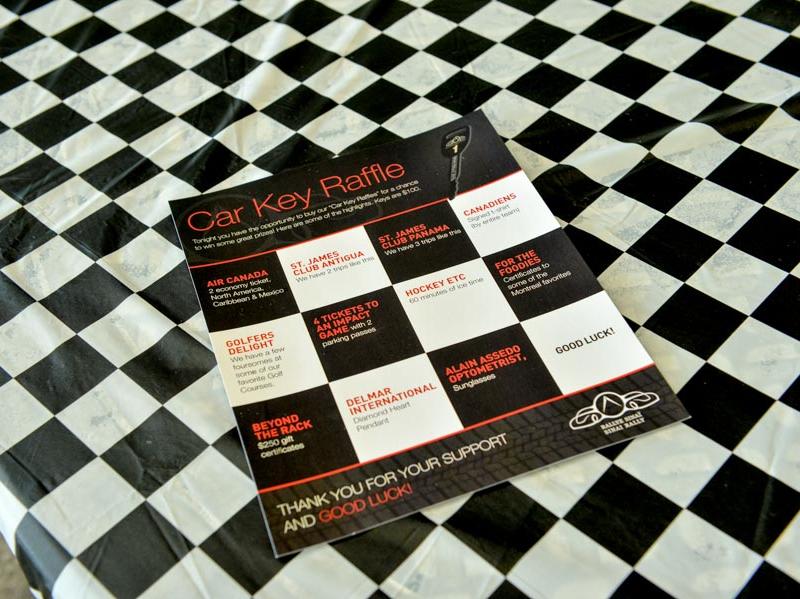 Car Key Raffle
Tonight you have the opportunity to buy our "Car Key Raffles" for a chance
to win some great prizes! Here are some of the highlights. Keys are $100.
1
AIR CANADA
2 economy ticket,
North America,
Caribbean & Mexico
ST. JAMES
CLUB ANTIGUA
We have 2 trips like this
ST. JAMES
CLUB PANAMA
We have 3 trips like this
CANADIENS
Signed t-shirt
(by entire team)
GOLFERS
DELIGHT
We have a few
foursomes at
some of our
favorite Golf
Courses.
4 TICKETS TO
AN IMPACT
GAME with 2
parking passes
HOCKEY ETC
60 minutes of ice time
FOR THE
FOODIES
Certificates to
some of the
Montreal favorites
BEYOND
THE RACK
$250 gift
certificates
DELMAR
INTERNATIONAL
Diamond Heart
Pendant
ALAIN ASSEDO
OPTOMETRIST,
Sunglasses
GOOD LUCK!
THANK YOU FOR YOUR SUPPORT
AND GOOD LUCK!
RALLYE SINAI
SINAI RALLY